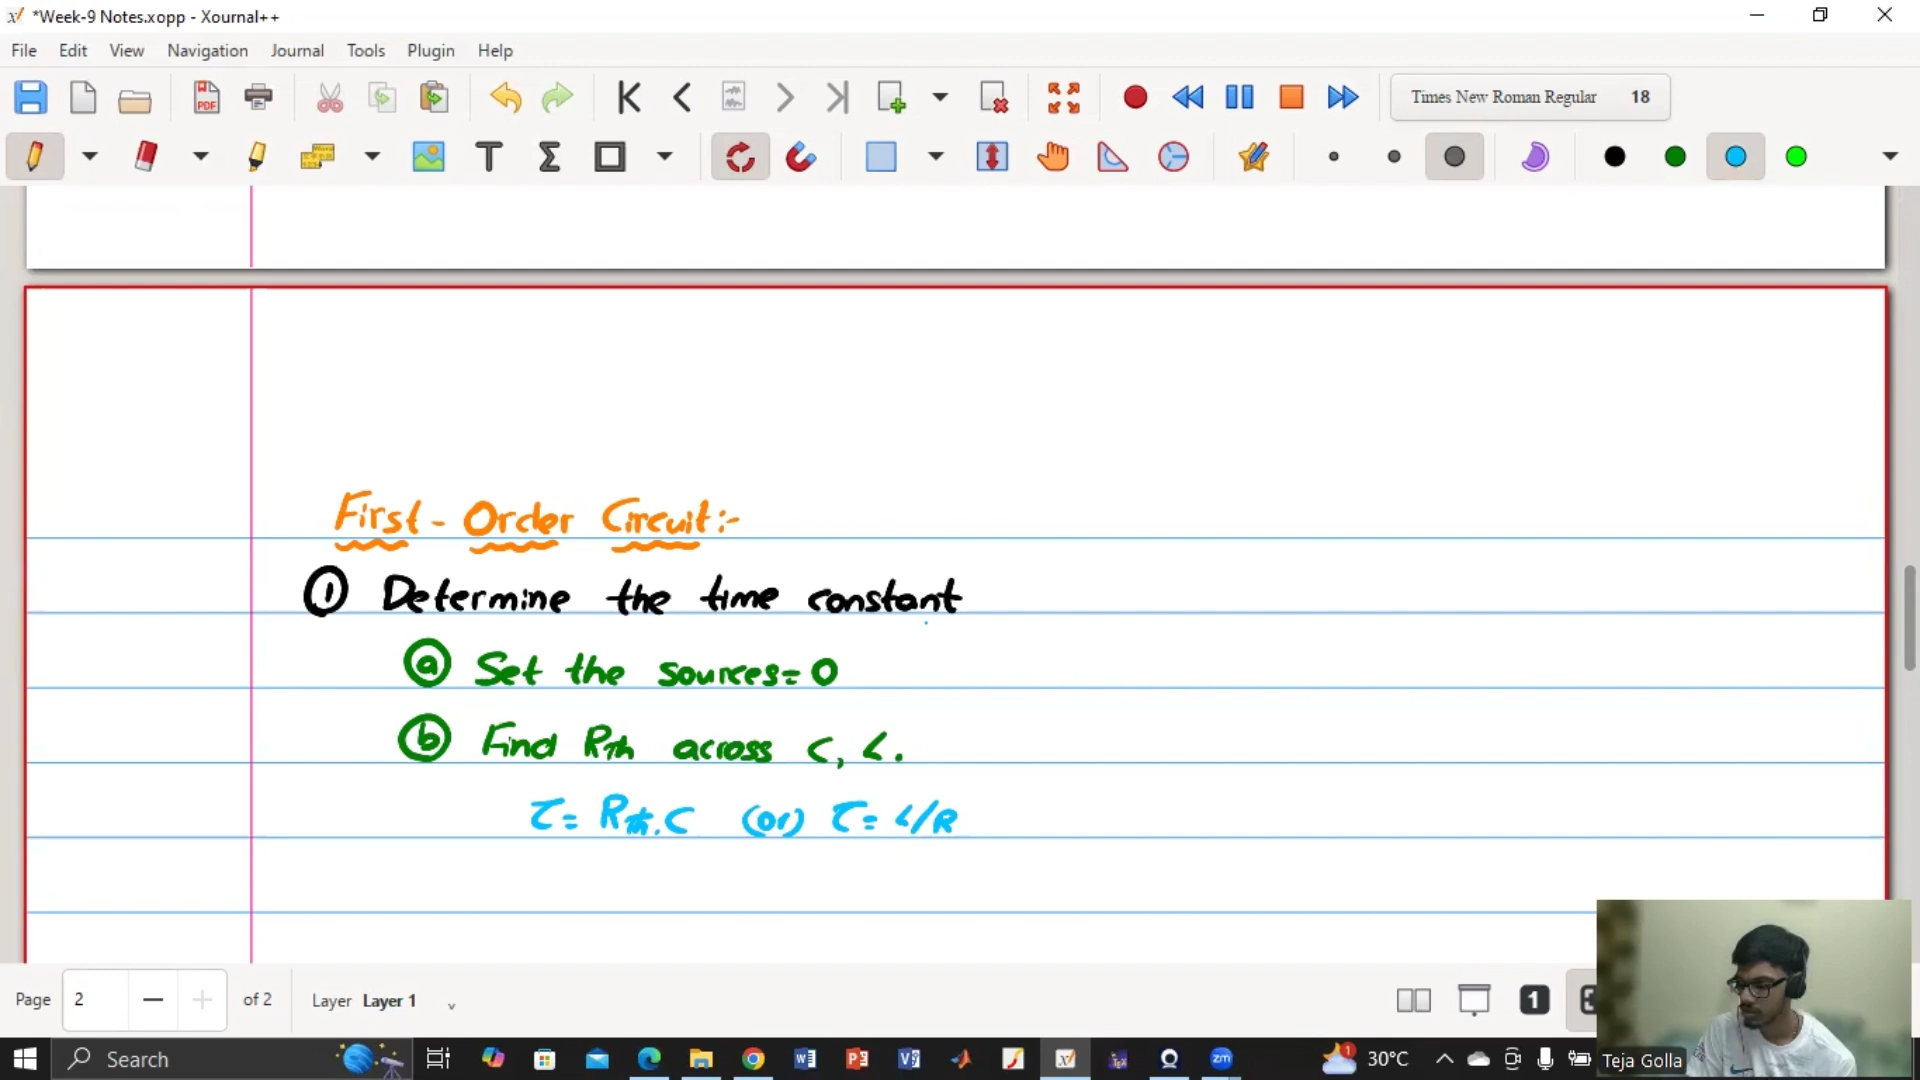 *Week-9 Notes.xopp - Xournal++
File Edit View Navigation Journal Tools Plugin Help
PDF
Times New Roman Regular 18
T Σ
First - Order Circuit:-
① Determine the time constant
ⓐ Set the sources = 0
ⓑ Find RTh across C, L.
τ = Rth. C (or) τ = L/R
Page 2 of 2 Layer Layer 1
1
Search
30°C
Teja Golla